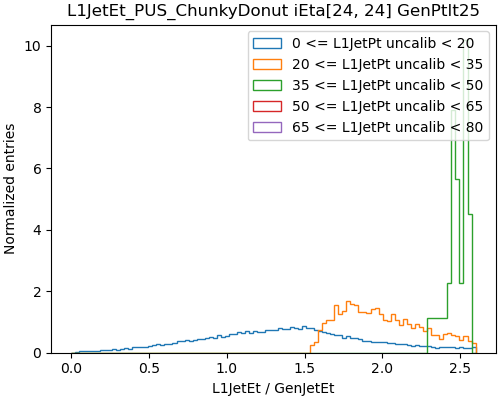 L1JetEt_PUS_ChunkyDonut iEta[24, 24] GenPtlt25
0 <= L1JetPt uncalib < 20
20 <= L1JetPt uncalib < 35
35 <= L1JetPt uncalib < 50
50 <= L1JetPt uncalib < 65
65 <= L1JetPt uncalib < 80
Normalized entries
10
8
6
4
2
0
0.0 0.5 1.0 1.5 2.0 2.5
L1JetEt / GenJetEt